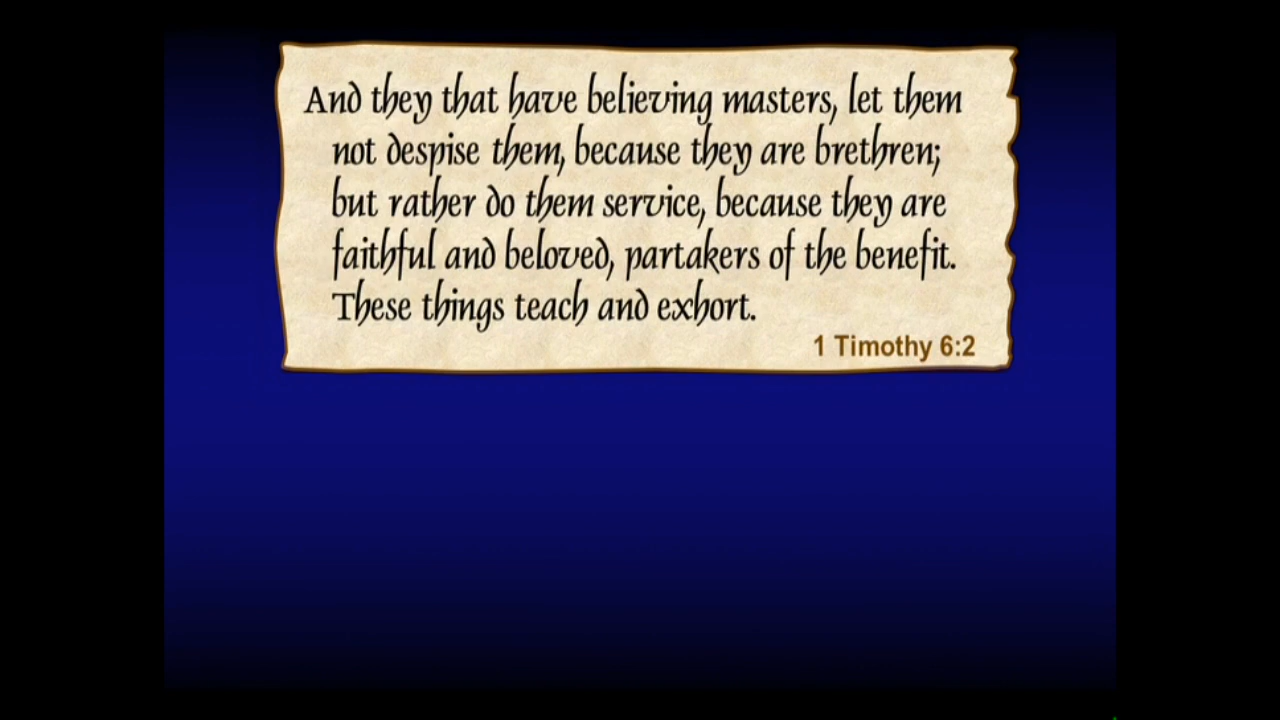 And they that have believing masters, let them
not despise them, because they are brethren;
but rather do them service, because they are
faithful and beloved, partakers of the benefit.
These things teach and exhort.
1 Timothy 6:2